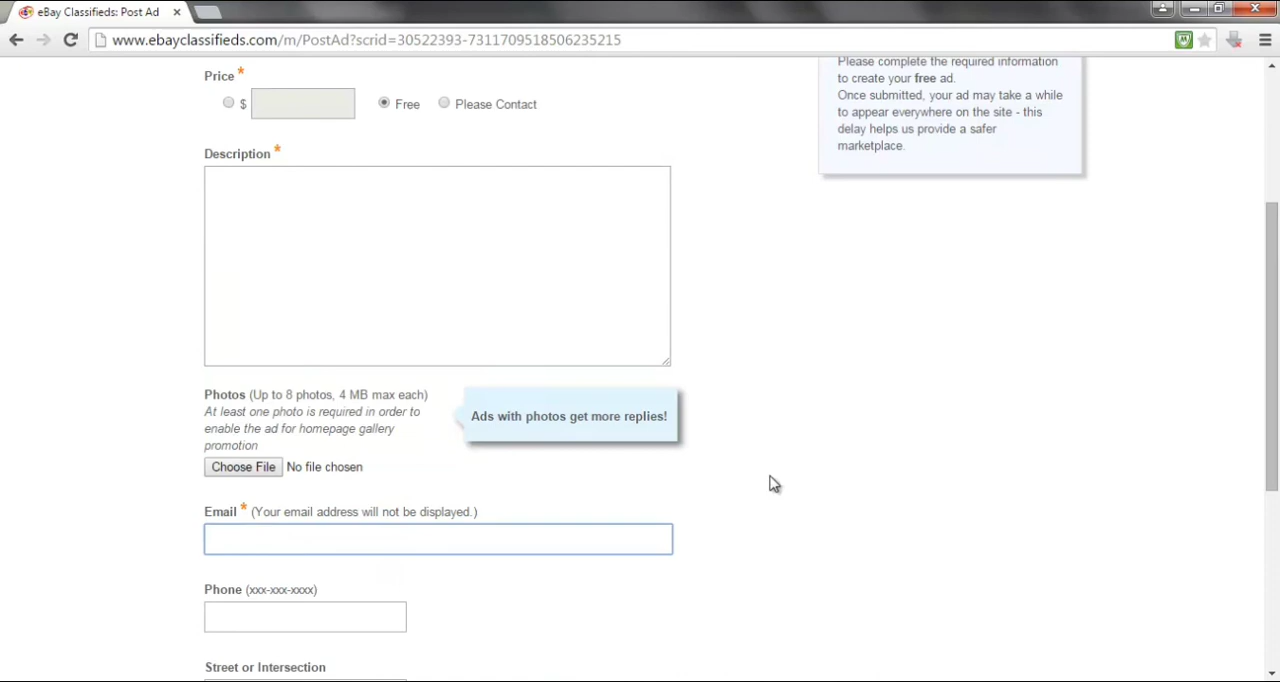 eBay Classifieds: Post Ad
www.ebayclassifieds.com/m/PostAd?scrid=30522393-7311709518506235215
Price *
$ Free Please Contact
Please complete the required information
to create your free ad.
Once submitted, your ad may take a while
to appear everywhere on the site - this
delay helps us provide a safer
marketplace.
Description *
Photos (Up to 8 photos, 4 MB max each)
At least one photo is required in order to
enable the ad for homepage gallery
promotion
Ads with photos get more replies!
Choose File No file chosen
Email * (Your email address will not be displayed.)
Phone (xxx-xxx-xxxx)
Street or Intersection